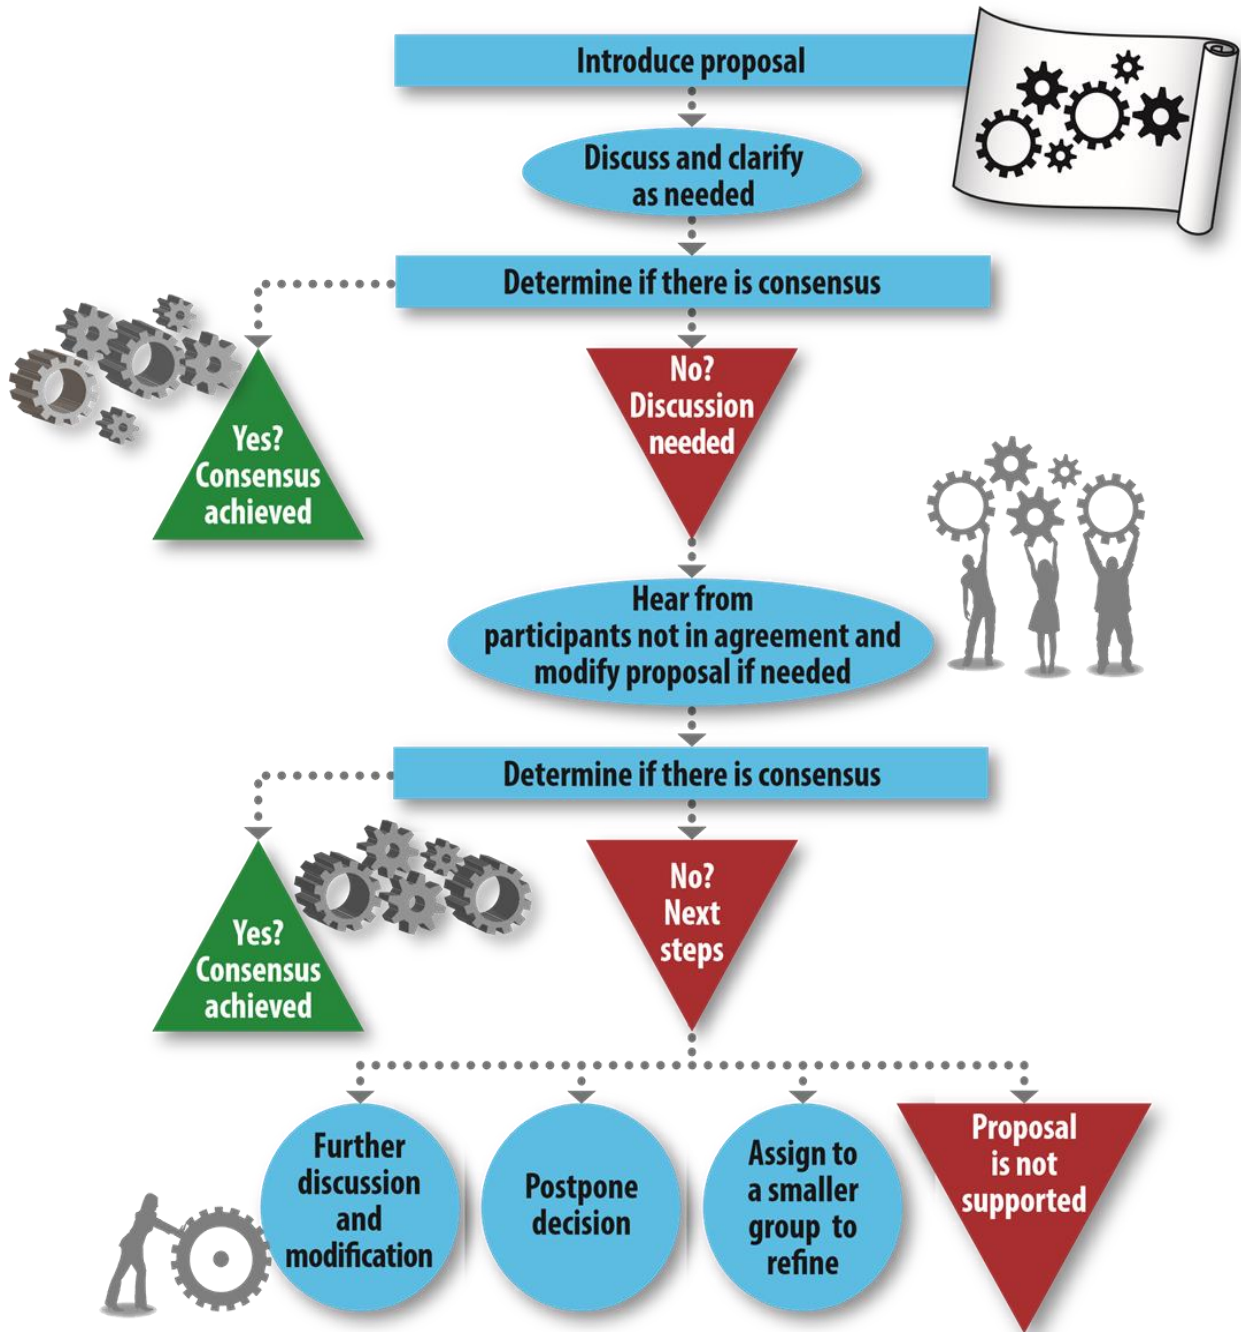 Introduce proposal
Discuss and clarify
as needed
Determine if there is consensus
Yes?
Consensus
achieved
No?
Discussion
needed
Hear from
participants not in agreement and
modify proposal if needed
Determine if there is consensus
Yes?
Consensus
achieved
No?
Next
steps
Further
discussion
and
modification
Postpone
decision
Assign to
a smaller
group to
refine
Proposal
is not
supported